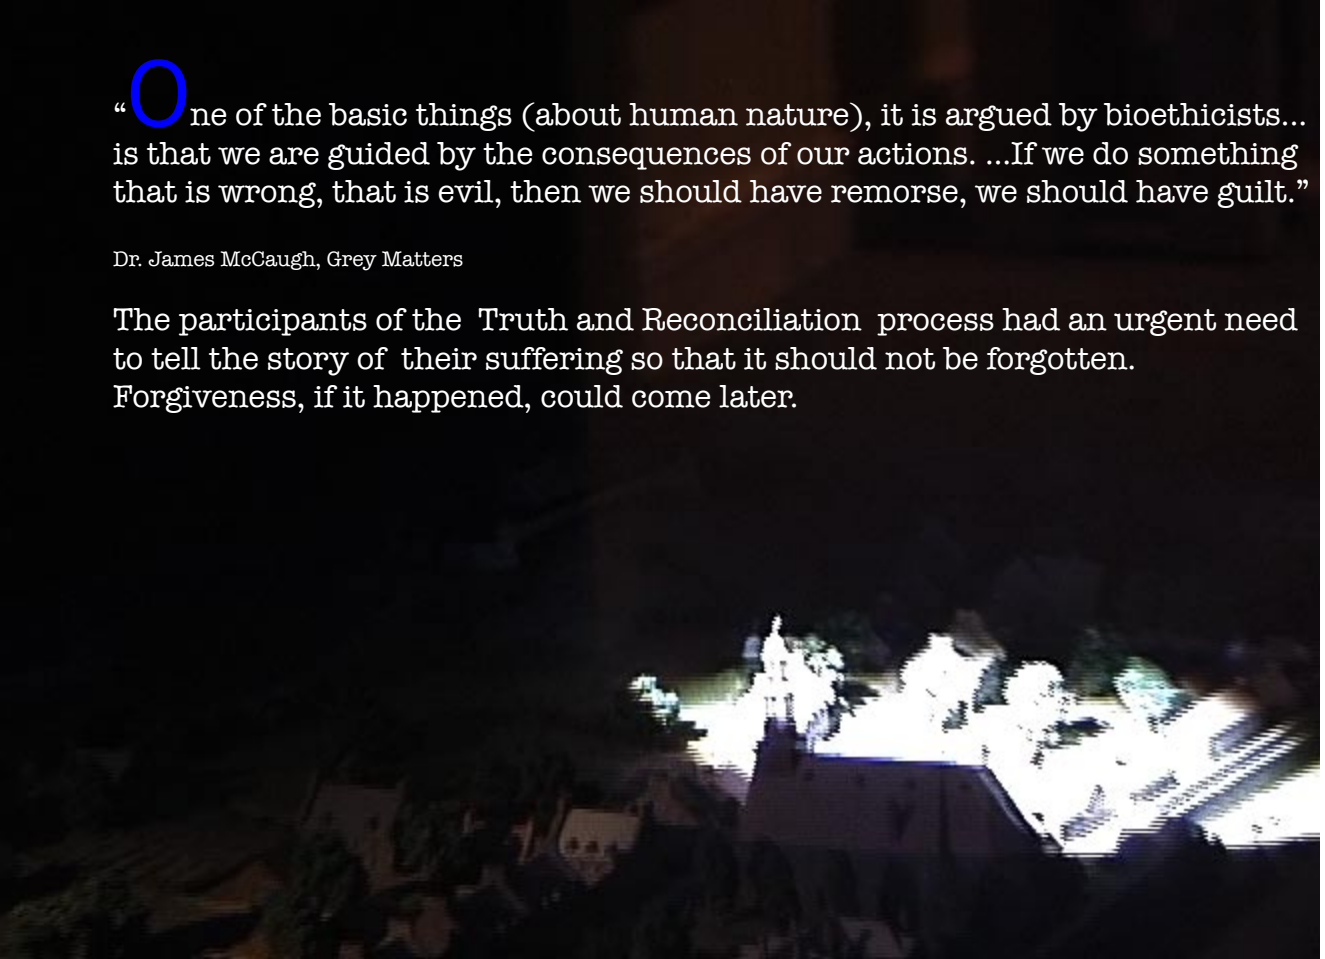 “One of the basic things (about human nature), it is argued by bioethicists...
is that we are guided by the consequences of our actions. ...If we do something
that is wrong, that is evil, then we should have remorse, we should have guilt.”
Dr. James McCaugh, Grey Matters
The participants of the  Truth and Reconciliation  process had an urgent need
to tell the story of  their suffering so that it should not be forgotten.
Forgiveness, if it happened, could come later.